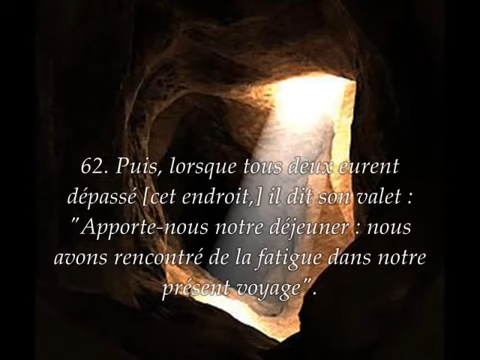 62. Puis, lorsque tous deux eurent
dépassé [cet endroit,] il dit son valet :
"Apporte-nous notre déjeuner : nous
avons rencontré de la fatigue dans notre
présent voyage".